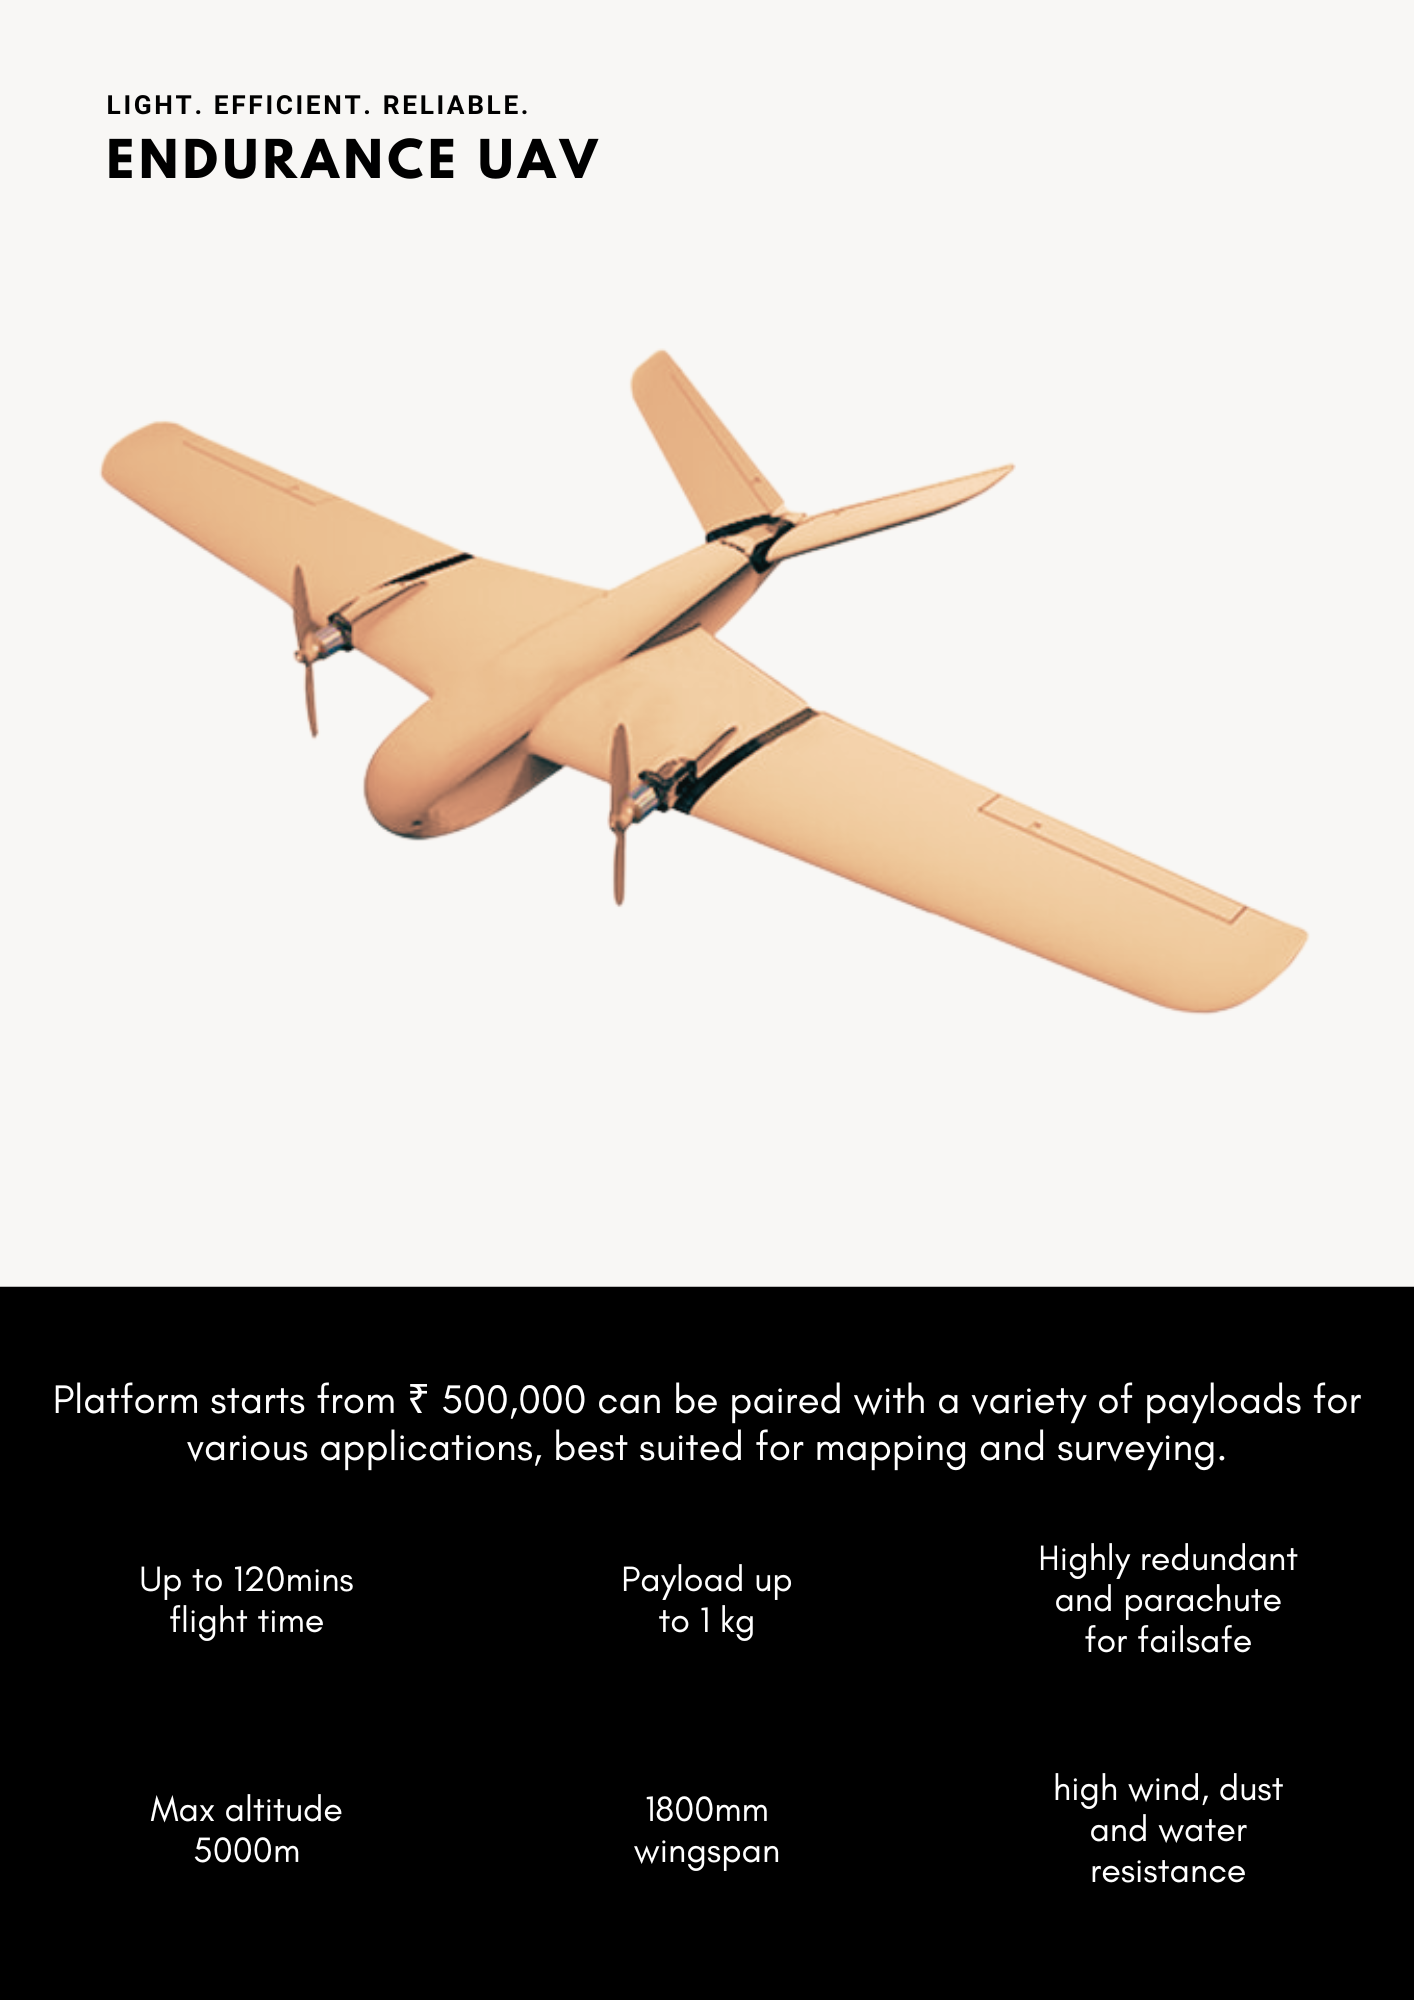 LIGHT. EFFICIENT. RELIABLE.
ENDURANCE UAV
Platform starts from ₹ 500,000 can be paired with a variety of payloads for
various applications, best suited for mapping and surveying.
Up to 120mins
flight time
Payload up
to 1 kg
Highly redundant
and parachute
for failsafe
Max altitude
5000m
1800mm
wingspan
high wind, dust
and water
resistance